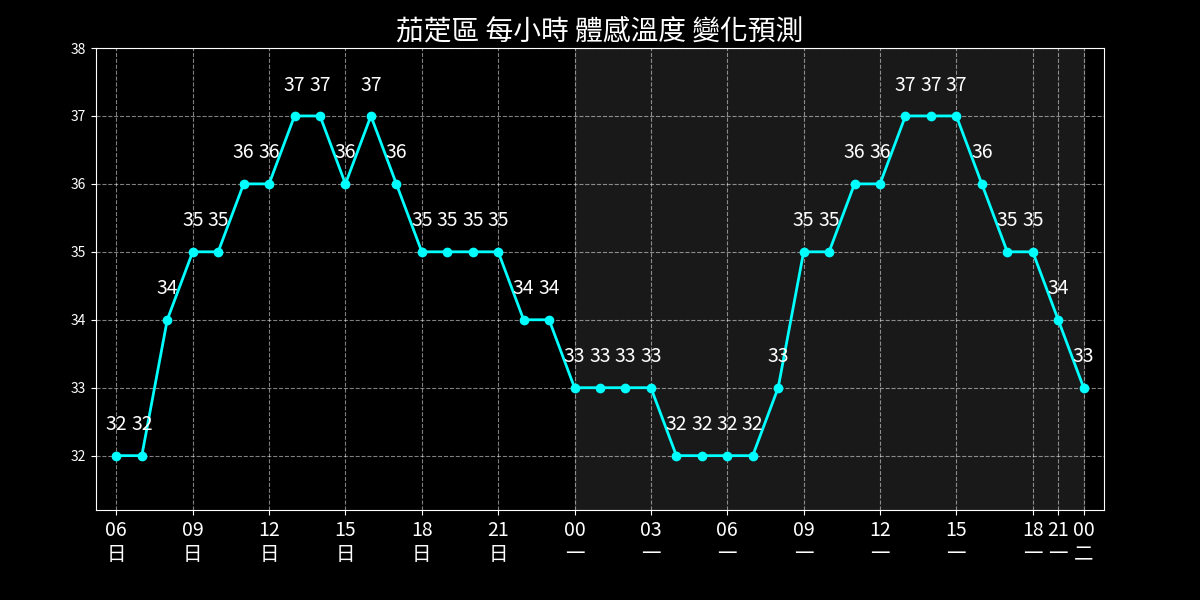 茄萣區 每小時 體感溫度 變化預測
38
37
36
35
34
33
32
37 37 37 37 37 37
36 36 36 36 36 36 36
35 35 35 35 35 35 35 35 35 35
34 34 34 34
33 33 33 33 33 33
32 32 32 32 32 32
06 09 12 15 18 21 00 03 06 09 12 15 18 21 00
日 日 日 日 日 日 一 一 一 一 一 一 一 一 二